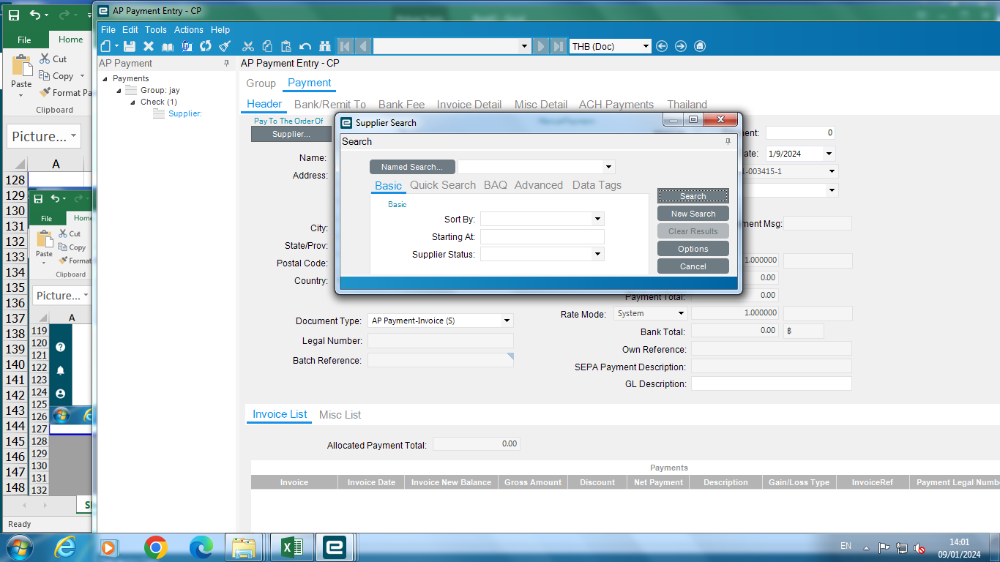 AP Payment Entry - CP
File Edit Tools Actions Help
THB (Doc)
AP Payment
Payments
Group: jay
Check (1)
Supplier:
AP Payment Entry - CP
Group Payment
Header Bank/Remit To Bank Fee Invoice Detail Misc Detail ACH Payments Thailand
Pay To The Order Of
Supplier...
Name:
Address:
City:
State/Prov:
Postal Code:
Country:
Document Type: AP Payment-Invoice (S)
Legal Number:
Batch Reference:
ment: 0
ate: 1/9/2024
1-003415-1
ment Msg:
1.000000
0.00
Payment Total: 0.00
Rate Mode: System 1.000000
Bank Total: 0.00 ฿
Own Reference:
SEPA Payment Description:
GL Description:
Supplier Search
Search
Named Search...
Basic Quick Search BAQ Advanced Data Tags
Basic
Sort By:
Starting At:
Supplier Status:
Search
New Search
Clear Results
Options
Cancel
Invoice List Misc List
Allocated Payment Total: 0.00
Payments
Invoice Invoice Date Invoice New Balance Gross Amount Discount Net Payment Description Gain/Loss Type InvoiceRef Payment Legal Numb
File Home
Cut
Copy
Format Pa
Paste
Clipboard
Picture...
A
128
129
130
131
132
133
134
135
136
137
138
139
140
141
142
143
144
145
146
147
148
File Home
Cut
Copy
Format
Paste
Clipboard
Picture...
A
119
120
121
122
123
124
125
126
127
128
129
130
131
132
Ready
EN
14:01
09/01/2024